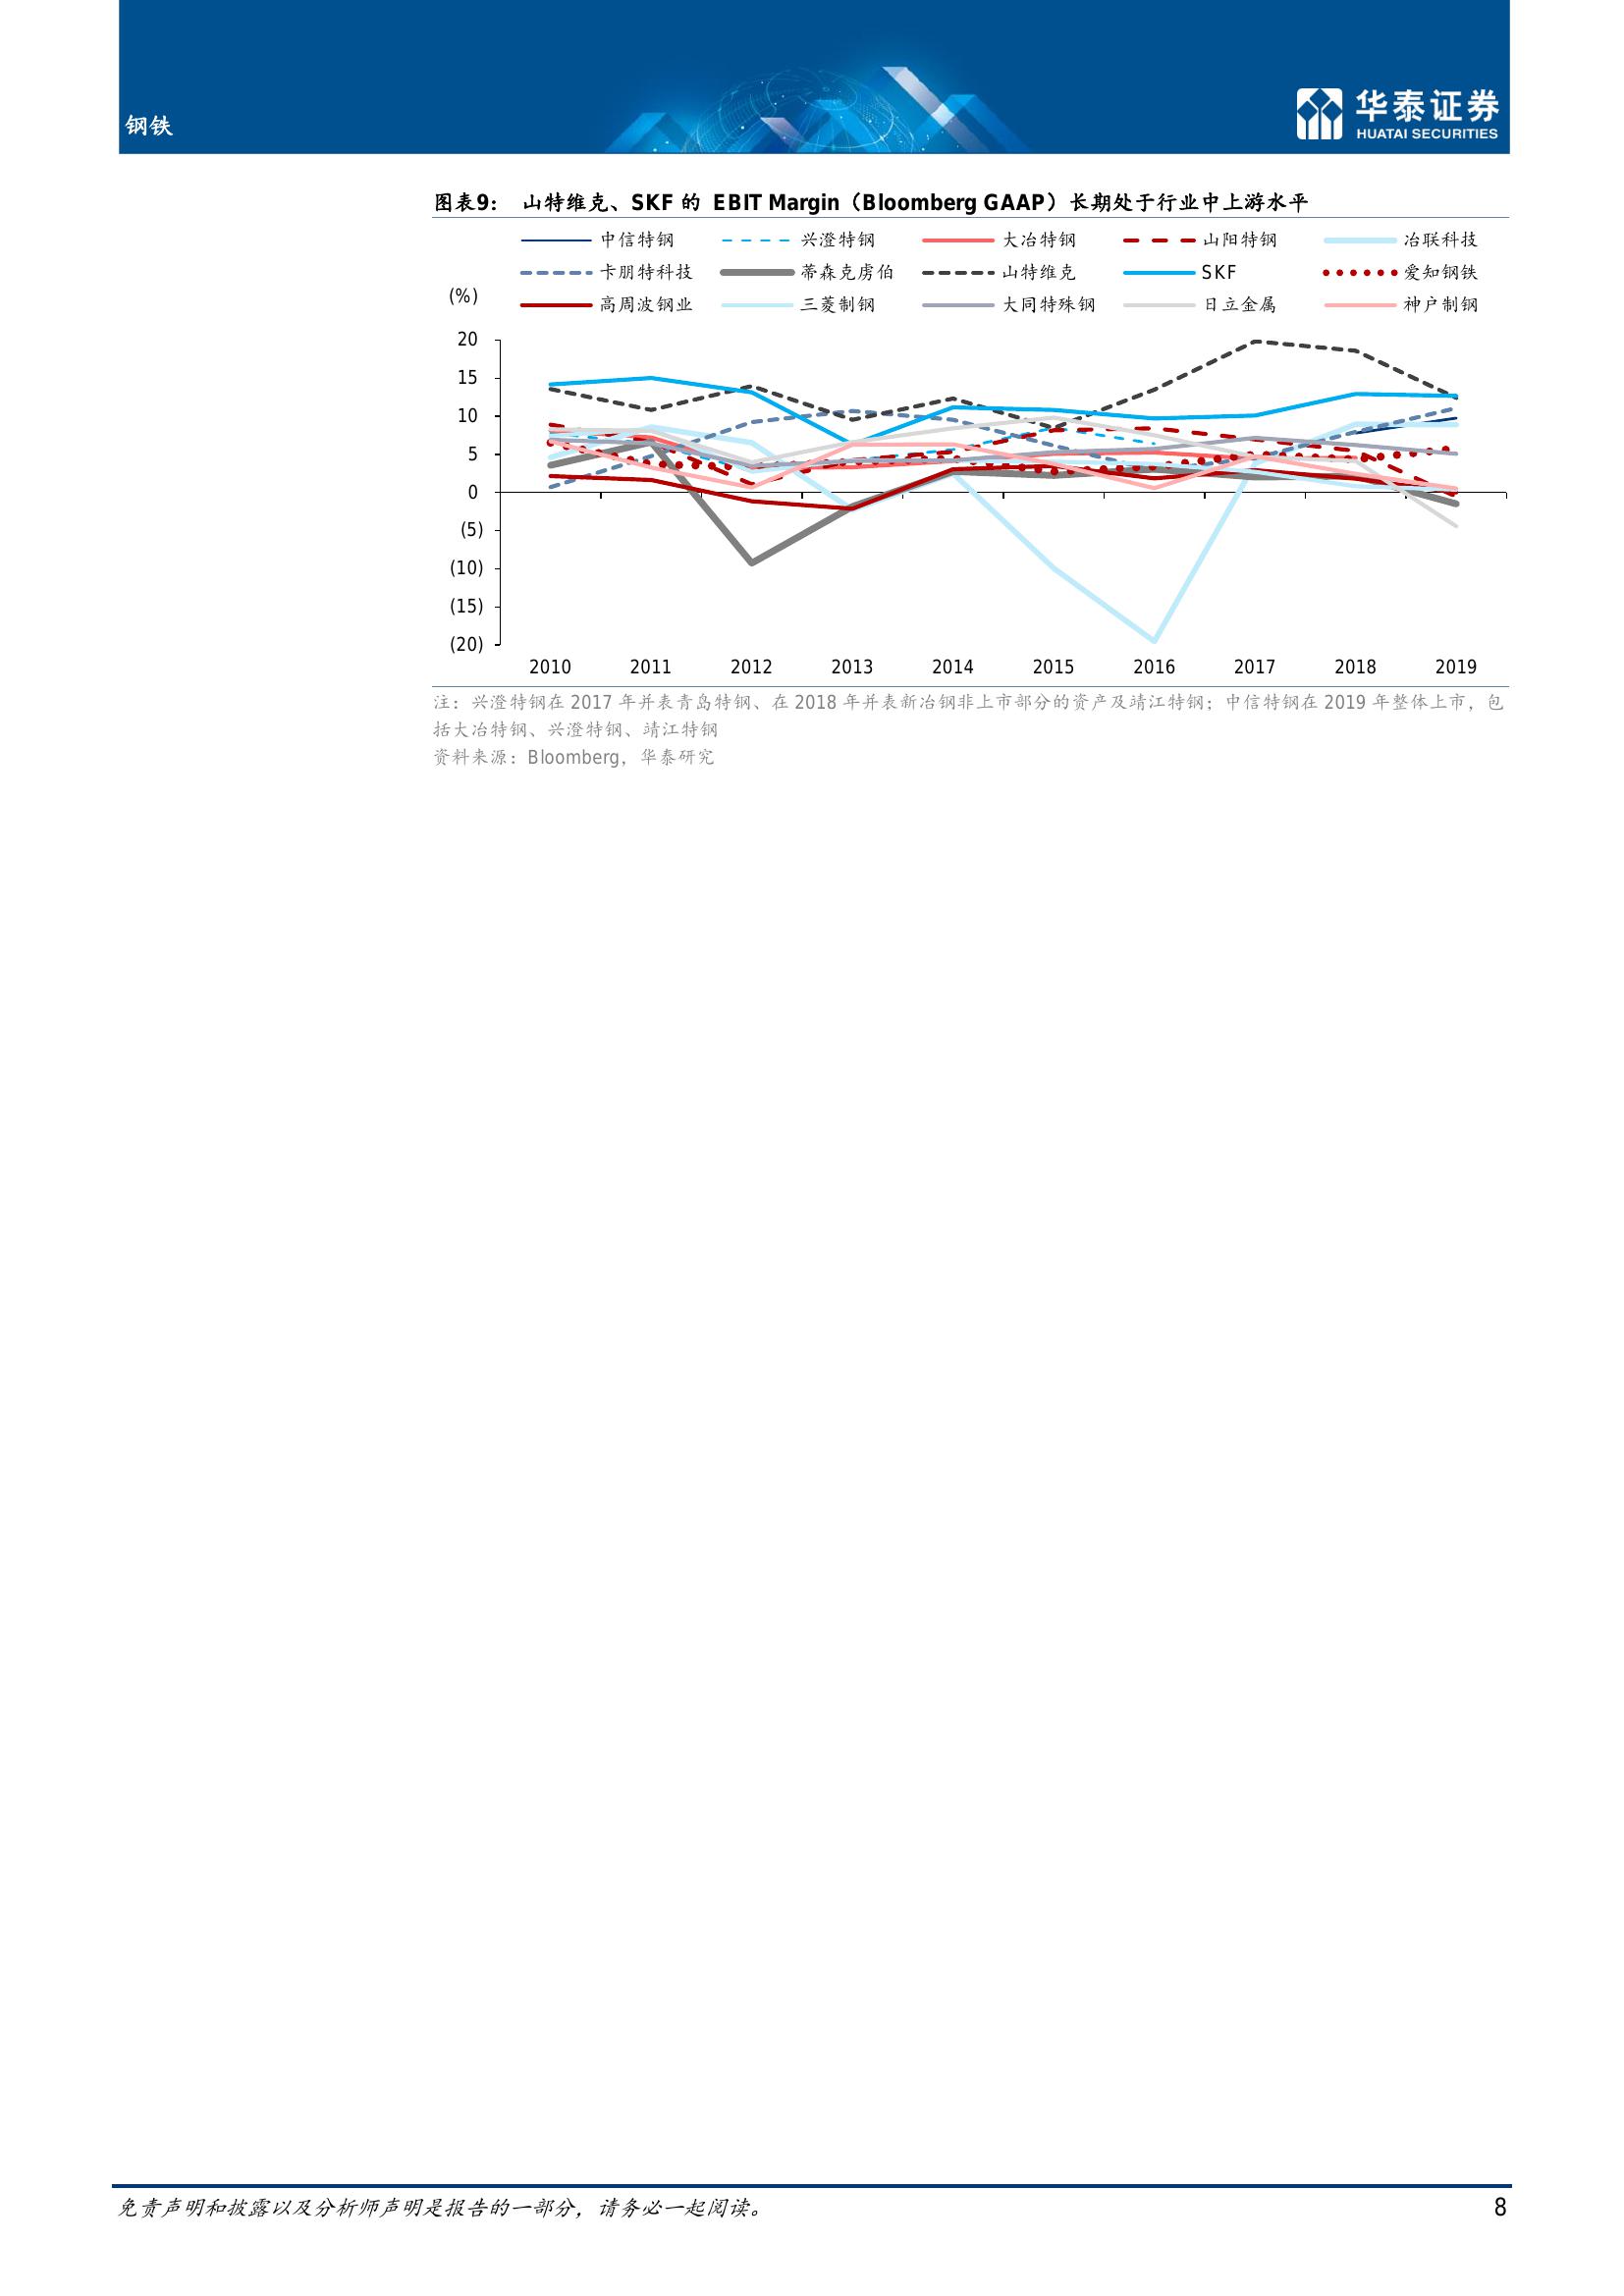 钢铁
华泰证券
HUATAI SECURITIES
图表9： 山特维克、SKF 的 EBIT Margin（Bloomberg GAAP）长期处于行业中上游水平
中信特钢 兴澄特钢 大冶特钢 山阳特钢 冶联科技
卡朋特科技 蒂森克虏伯 山特维克 SKF 爱知钢铁
(%)
高周波钢业 三菱制钢 大同特殊钢 日立金属 神户制钢
20
15
10
5
0
(5)
(10)
(15)
(20)
2010 2011 2012 2013 2014 2015 2016 2017 2018 2019
注：兴澄特钢在 2017 年并表青岛特钢、在 2018 年并表新冶钢非上市部分的资产及靖江特钢；中信特钢在 2019 年整体上市，包
括大冶特钢、兴澄特钢、靖江特钢
资料来源：Bloomberg，华泰研究
免责声明和披露以及分析师声明是报告的一部分，请务必一起阅读。 8